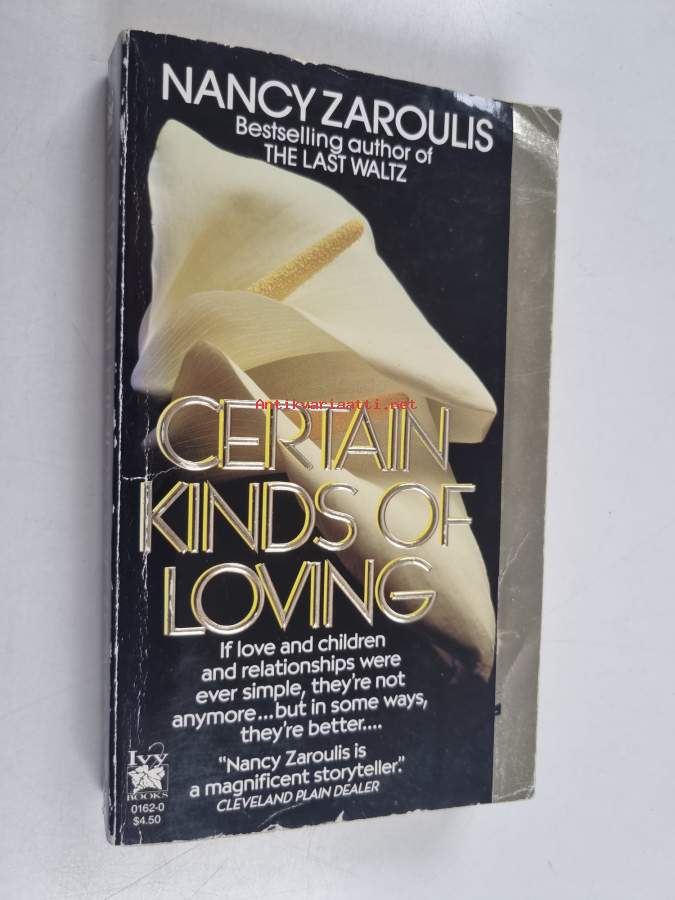 NANCY ZAROULIS
Bestselling author of
THE LAST WALTZ
Antikvariaatti.net
CERTAIN
KINDS OF
LOVING
If love and children
and relationships were
ever simple, they're not
anymore...but in some ways,
they're better....
"Nancy Zaroulis is
a magnificent storyteller."
CLEVELAND PLAIN DEALER
Ivy
BOOKS
0162-0
$4.50